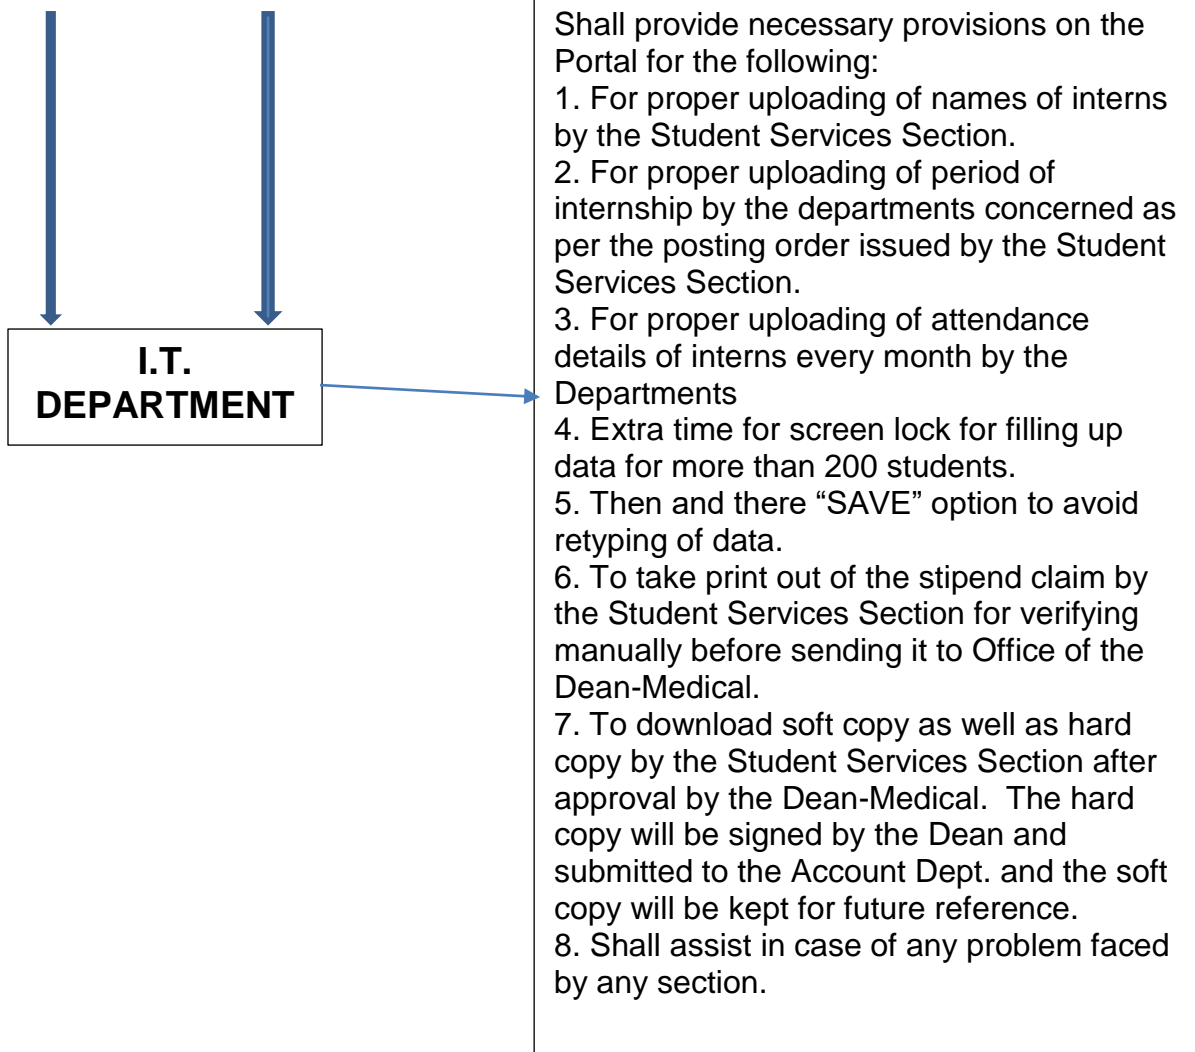 Shall provide necessary provisions on the
Portal for the following:
1. For proper uploading of names of interns
by the Student Services Section.
2. For proper uploading of period of
internship by the departments concerned as
per the posting order issued by the Student
Services Section.
3. For proper uploading of attendance
details of interns every month by the
Departments
4. Extra time for screen lock for filling up
data for more than 200 students.
5. Then and there “SAVE” option to avoid
retyping of data.
6. To take print out of the stipend claim by
the Student Services Section for verifying
manually before sending it to Office of the
Dean-Medical.
7. To download soft copy as well as hard
copy by the Student Services Section after
approval by the Dean-Medical.  The hard
copy will be signed by the Dean and
submitted to the Account Dept. and the soft
copy will be kept for future reference.
8. Shall assist in case of any problem faced
by any section.
I.T.
DEPARTMENT